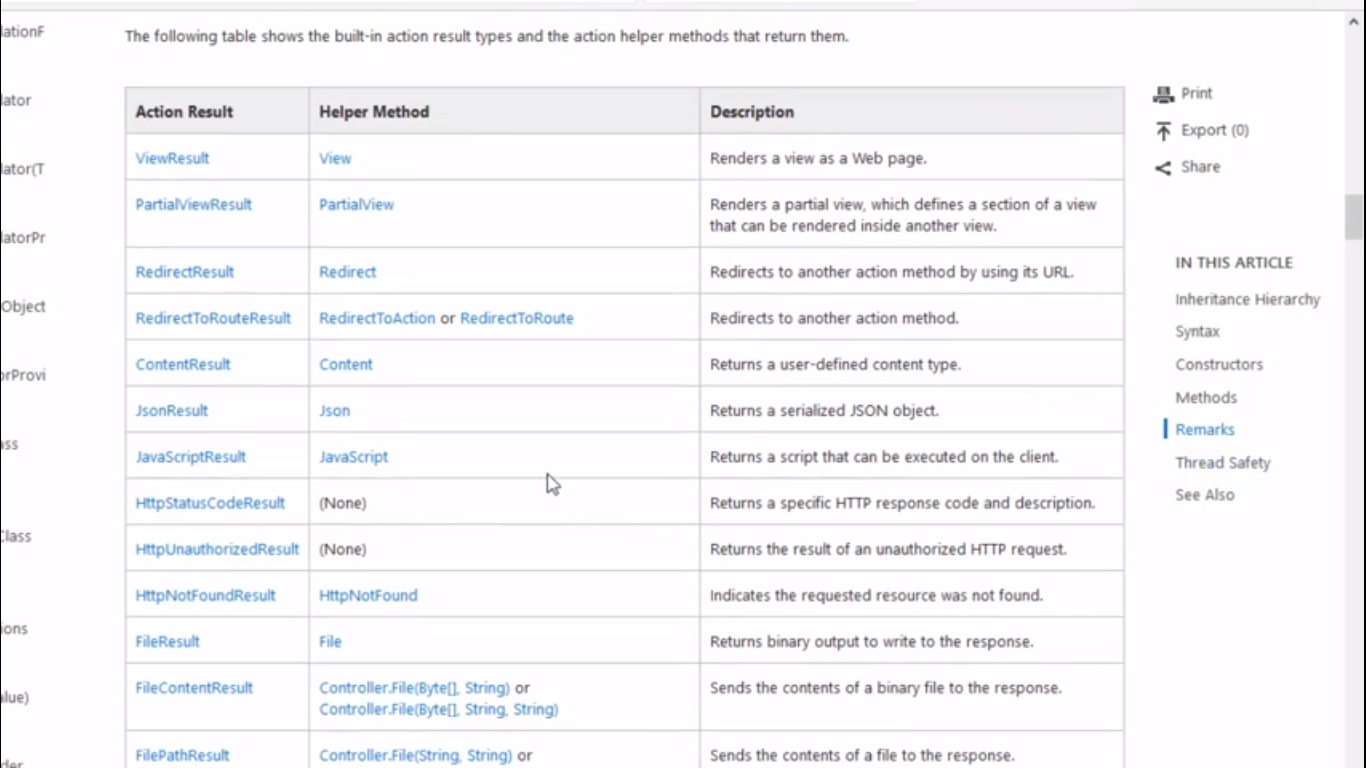 The following table shows the built-in action result types and the action helper methods that return them.
Action Result Helper Method Description
ViewResult View Renders a view as a Web page.
PartialViewResult PartialView Renders a partial view, which defines a section of a view
that can be rendered inside another view.
RedirectResult Redirect Redirects to another action method by using its URL.
RedirectToRouteResult RedirectToAction or RedirectToRoute Redirects to another action method.
ContentResult Content Returns a user-defined content type.
JsonResult Json Returns a serialized JSON object.
JavaScriptResult JavaScript Returns a script that can be executed on the client.
HttpStatusCodeResult (None) Returns a specific HTTP response code and description.
HttpUnauthorizedResult (None) Returns the result of an unauthorized HTTP request.
HttpNotFoundResult HttpNotFound Indicates the requested resource was not found.
FileResult File Returns binary output to write to the response.
FileContentResult Controller.File(Byte[], String) or Sends the contents of a binary file to the response.
Controller.File(Byte[], String, String)
FilePathResult Controller.File(String, String) or Sends the contents of a file to the response.
lationF
lator
lator(T
latorPr
Object
orProvi
ass
Class
ions
alue)
der
Print
Export (0)
Share
IN THIS ARTICLE
Inheritance Hierarchy
Syntax
Constructors
Methods
Remarks
Thread Safety
See Also